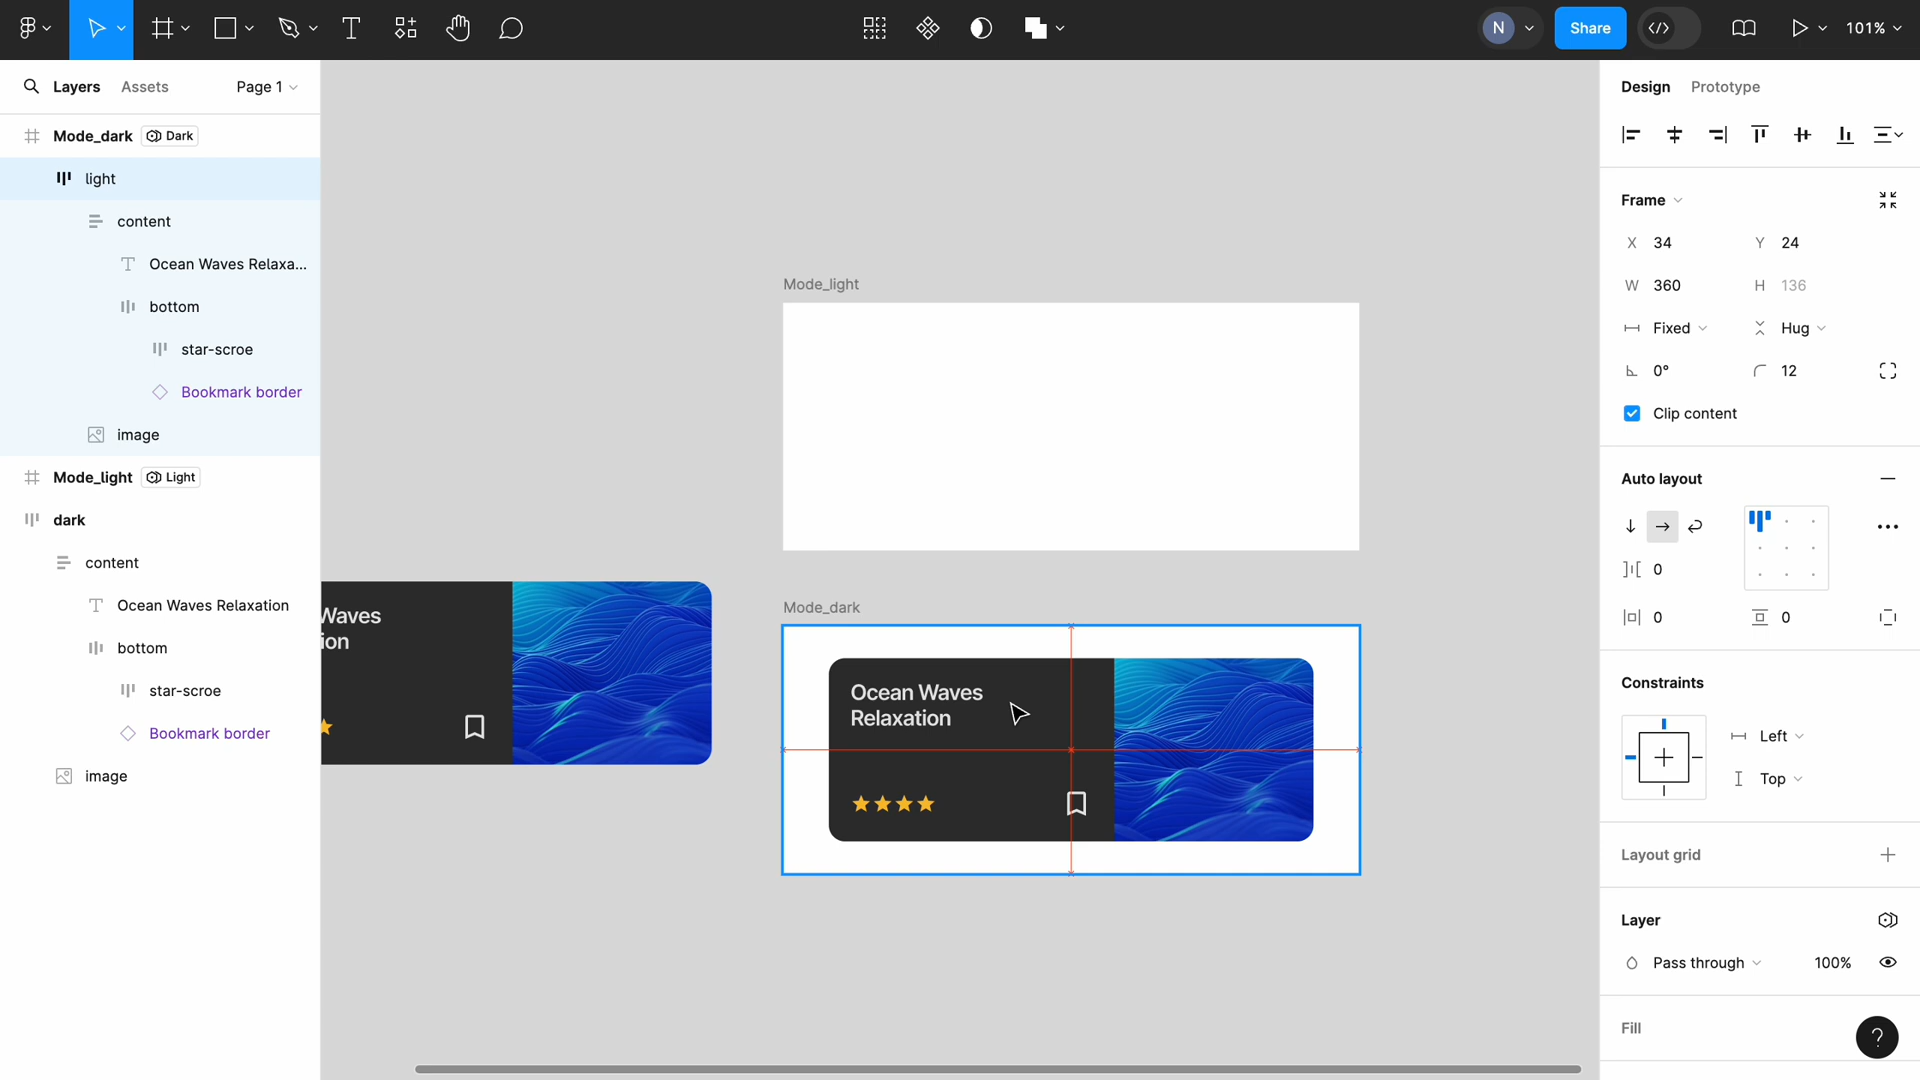 N
Share
101%
Layers
Assets
Page 1
Mode_dark
Dark
light
content
Ocean Waves Relaxa...
bottom
star-scroe
Bookmark border
image
Mode_light
Light
dark
content
Ocean Waves Relaxation
bottom
star-scroe
Bookmark border
image
Mode_light
Waves
ion
Mode_dark
Ocean Waves
Relaxation
Design
Prototype
Frame
X 34
Y 24
W 360
H 136
Fixed
Hug
0°
12
Clip content
Auto layout
0
0
0
Constraints
Left
Top
Layout grid
Layer
Pass through
100%
Fill
?